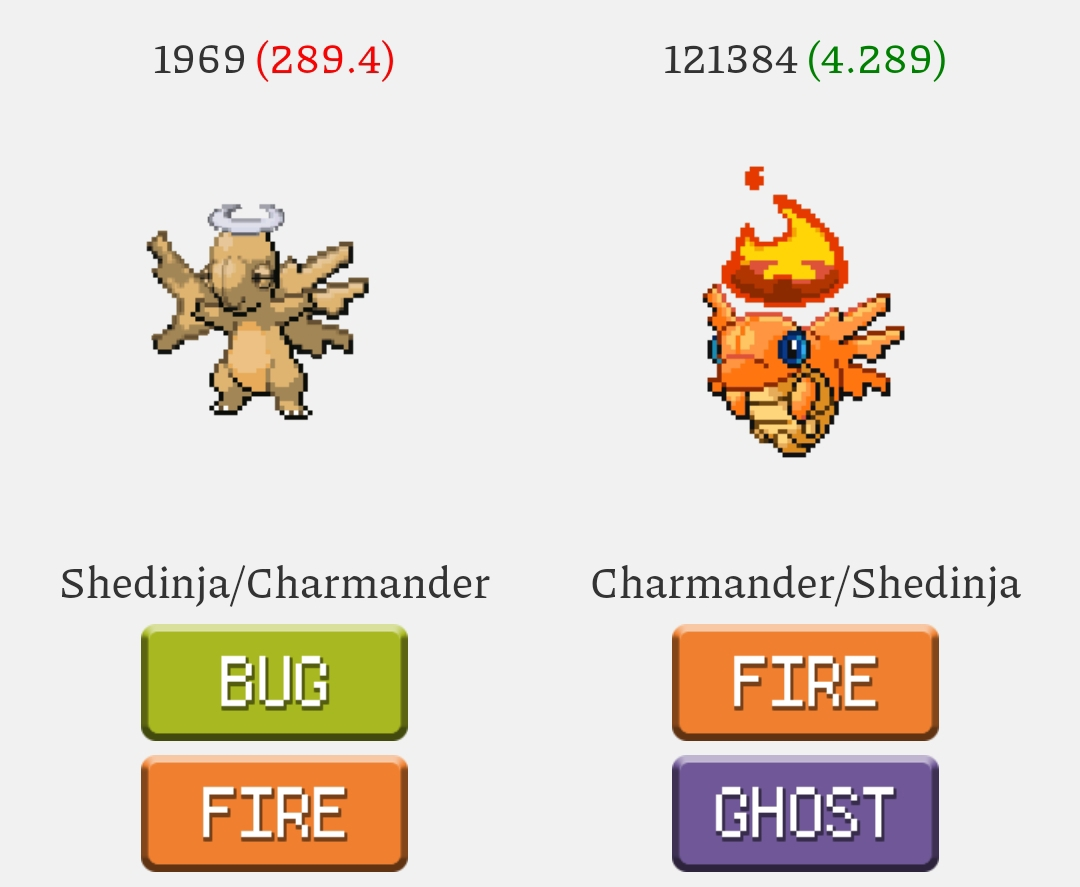 1969 (289.4)
121384 (4.289)
Shedinja/Charmander
Charmander/Shedinja
BUG
FIRE
FIRE
GHOST